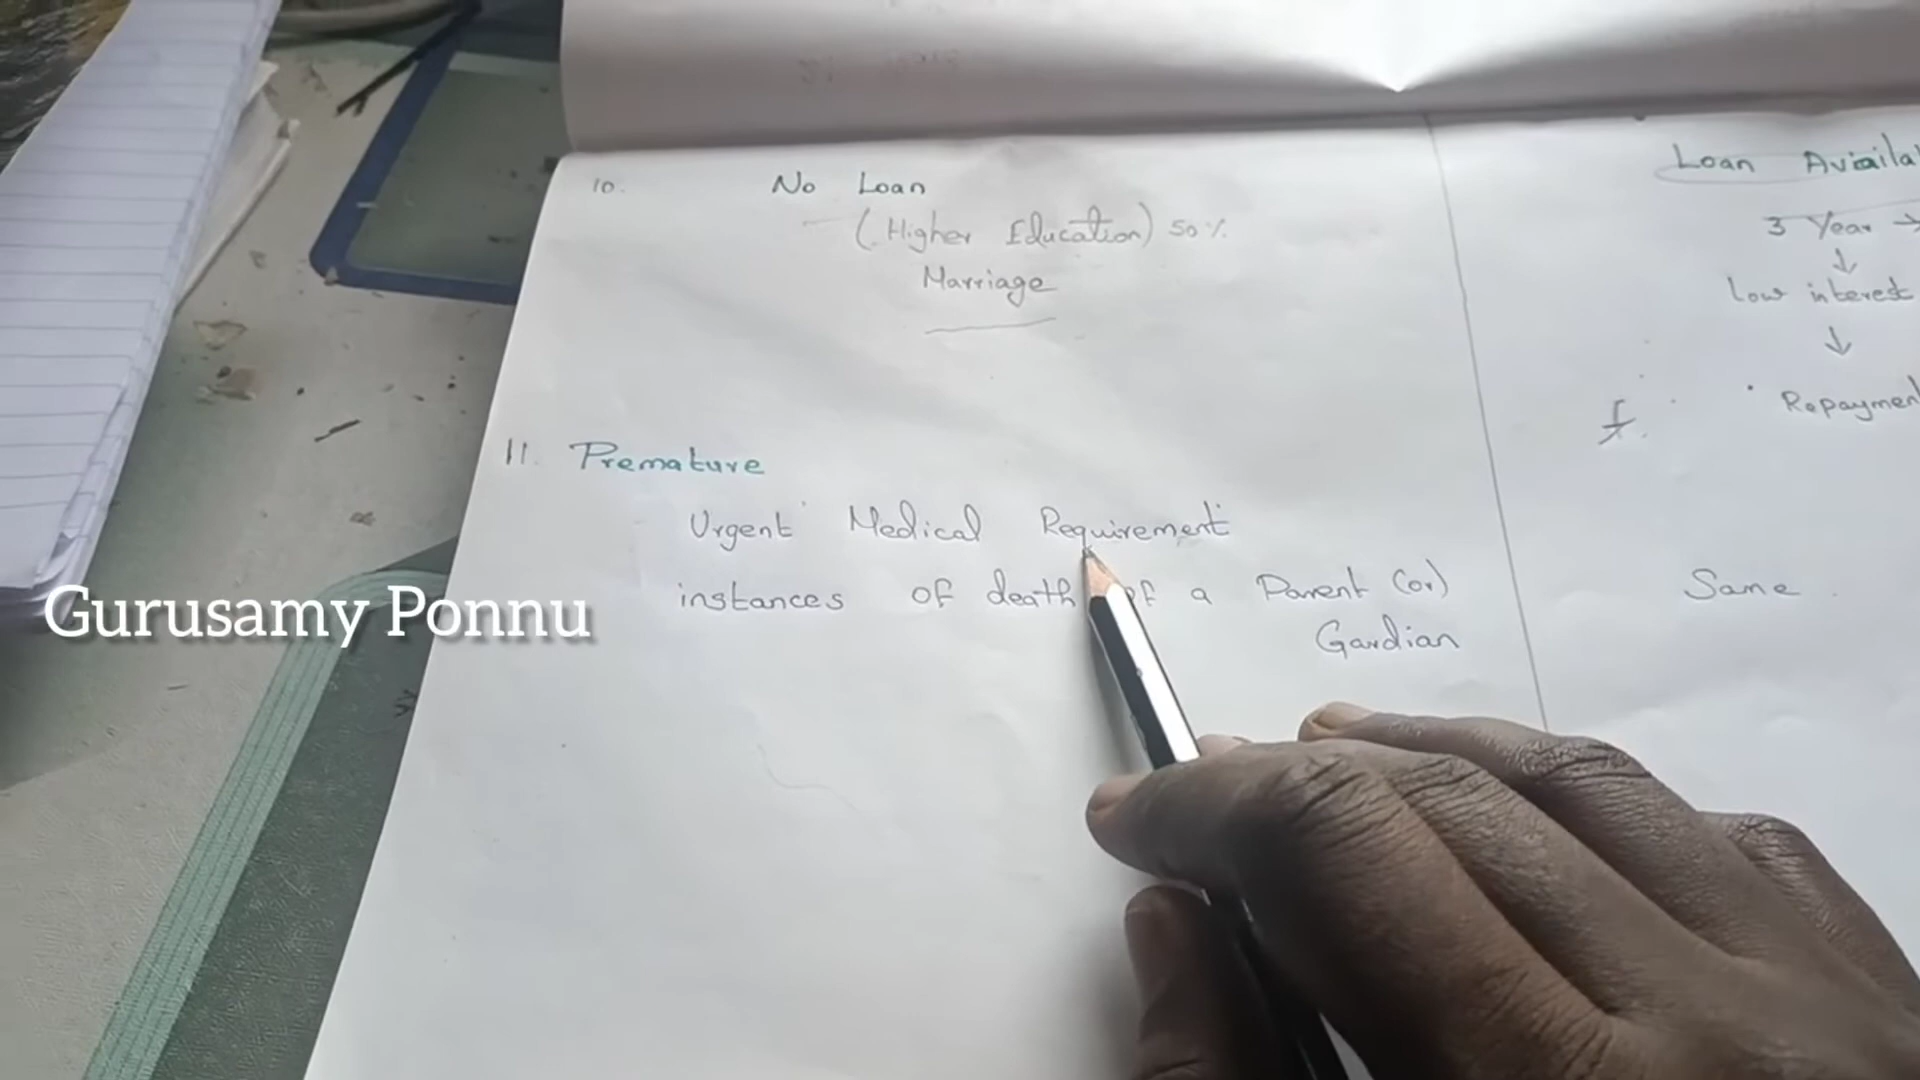 10. No Loan
(Higher Education) 50%
Marriage
11. Premature
Urgent Medical Requirement
instances of death of a Parent (or)
Gardian
Loan
3 Year →
↓
low interest
↓
Repaymen
Same.
Gurusamy Ponnu